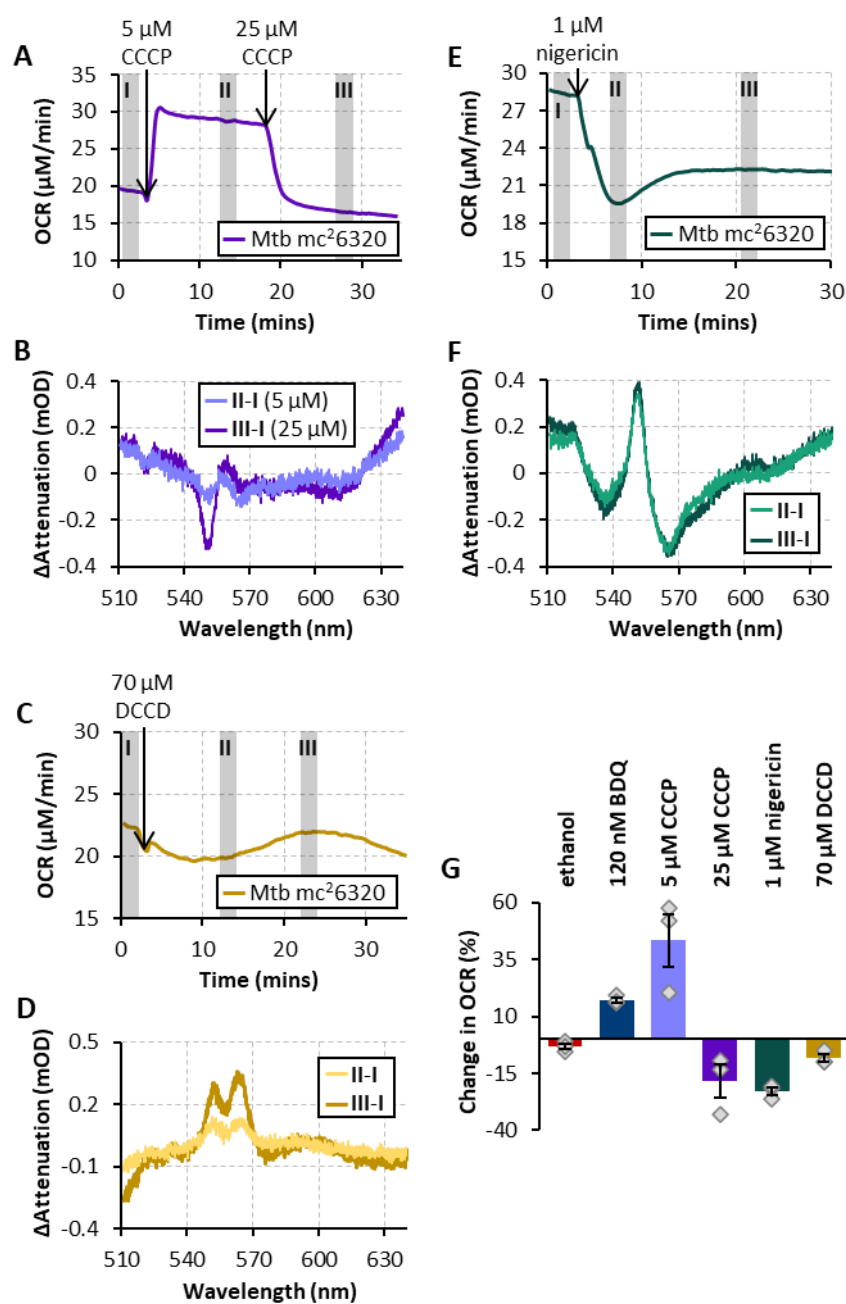 A
5 µM
CCCP
25 µM
CCCP
OCR (µM/min)
35
30
25
20
15
10
I
II
III
Mtb mc²6320
0
10
20
30
Time (mins)
B
ΔAttenuation (mOD)
0.4
0.2
0
-0.2
-0.4
II-I (5 µM)
III-I (25 µM)
510
540
570
600
630
Wavelength (nm)
C
70 µM
DCCD
OCR (µM/min)
30
25
20
15
I
II
III
Mtb mc²6320
0
10
20
30
Time (mins)
D
ΔAttenuation (mOD)
0.5
0.2
-0.1
-0.4
II-I
III-I
510
540
570
600
630
Wavelength (nm)
E
1 µM
nigericin
OCR (µM/min)
30
27
24
21
18
15
I
II
III
Mtb mc²6320
0
10
20
30
Time (mins)
F
ΔAttenuation (mOD)
0.4
0.2
0
-0.2
-0.4
II-I
III-I
510
540
570
600
630
Wavelength (nm)
G
ethanol
120 nM BDQ
5 µM CCCP
25 µM CCCP
1 µM nigericin
70 µM DCCD
Change in OCR (%)
60
35
10
-15
-40